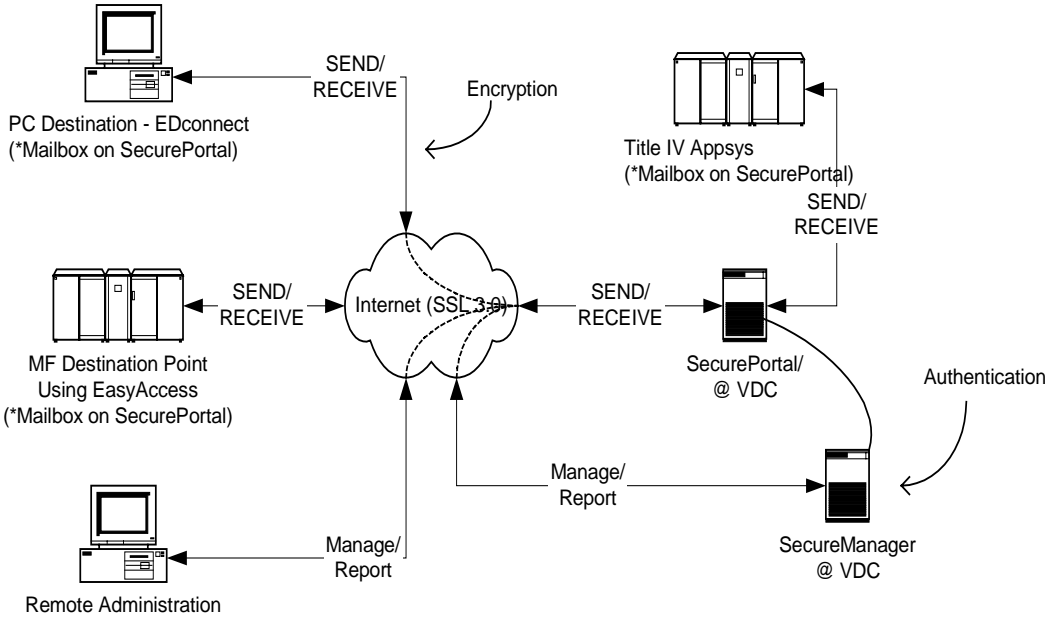 SEND/
RECEIVE
Encryption
PC Destination - EDconnect
(*Mailbox on SecurePortal)
Title IV Appsys
(*Mailbox on SecurePortal)
SEND/
RECEIVE
SEND/
RECEIVE
Internet (SSL 3.0)
SEND/
RECEIVE
MF Destination Point
Using EasyAccess
(*Mailbox on SecurePortal)
SecurePortal/
@ VDC
Authentication
Manage/
Report
Manage/
Report
SecureManager
@ VDC
Remote Administration